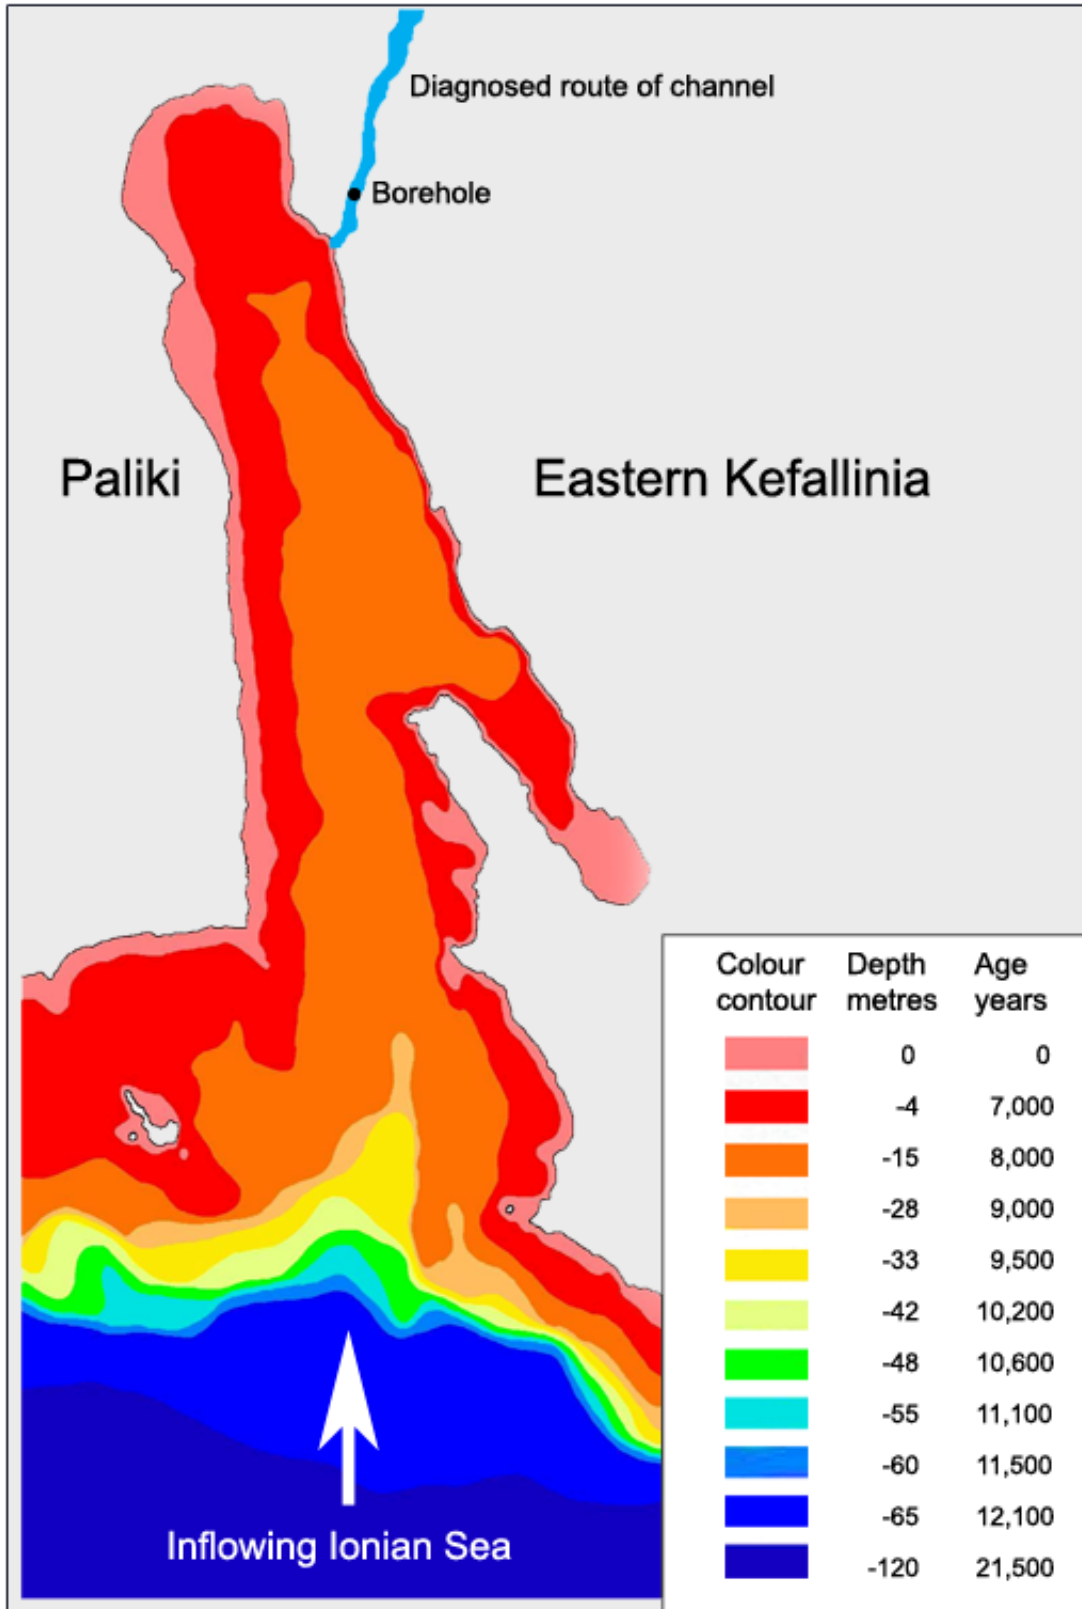 Diagnosed route of channel
Borehole
Paliki
Eastern Kefallinia
Inflowing Ionian Sea
Colour Depth Age
contour metres years
0 0
-4 7,000
-15 8,000
-28 9,000
-33 9,500
-42 10,200
-48 10,600
-55 11,100
-60 11,500
-65 12,100
-120 21,500